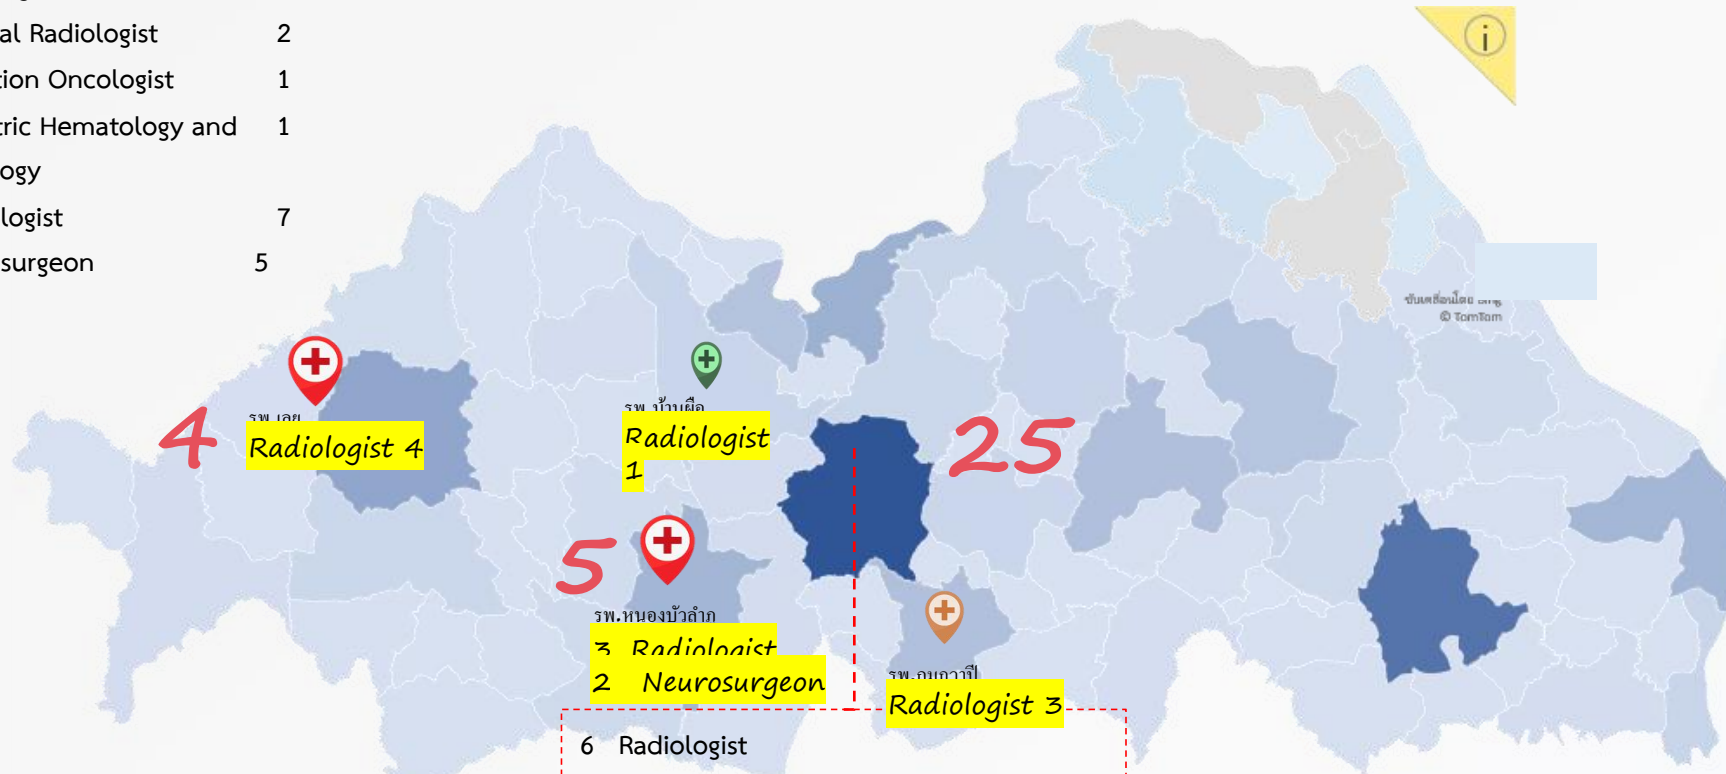 al Radiologist 2
tion Oncologist 1
tric Hematology and 1
ogy
logist 7
surgeon 5
i
© TomTom
รพ.เลย
4
Radiologist 4
รพ.บ้านผือ
Radiologist
1
25
5
รพ.หนองบัวลำภู
3 Radiologist
2 Neurosurgeon
รพ.กุมภวาปี
Radiologist 3
6 Radiologist